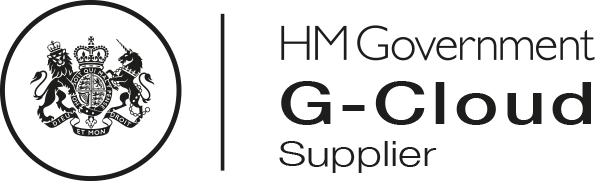 HM Government
G-Cloud
Supplier
DIEU ET MON DROIT